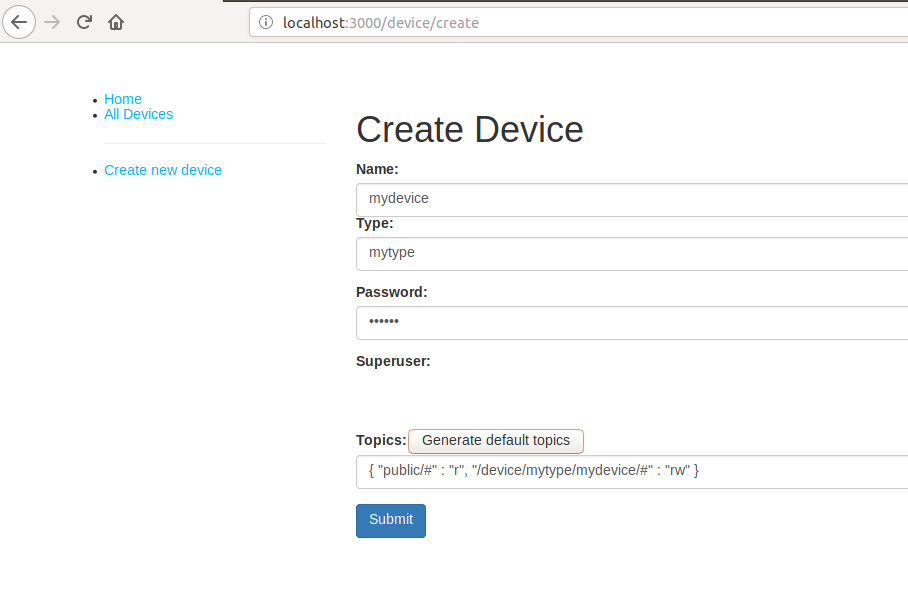 localhost:3000/device/create
Home
All Devices
Create new device
Create Device
Name:
mydevice
Type:
mytype
Password:
••••••
Superuser:
Topics: Generate default topics
{ "public/#" : "r", "/device/mytype/mydevice/#" : "rw" }
Submit